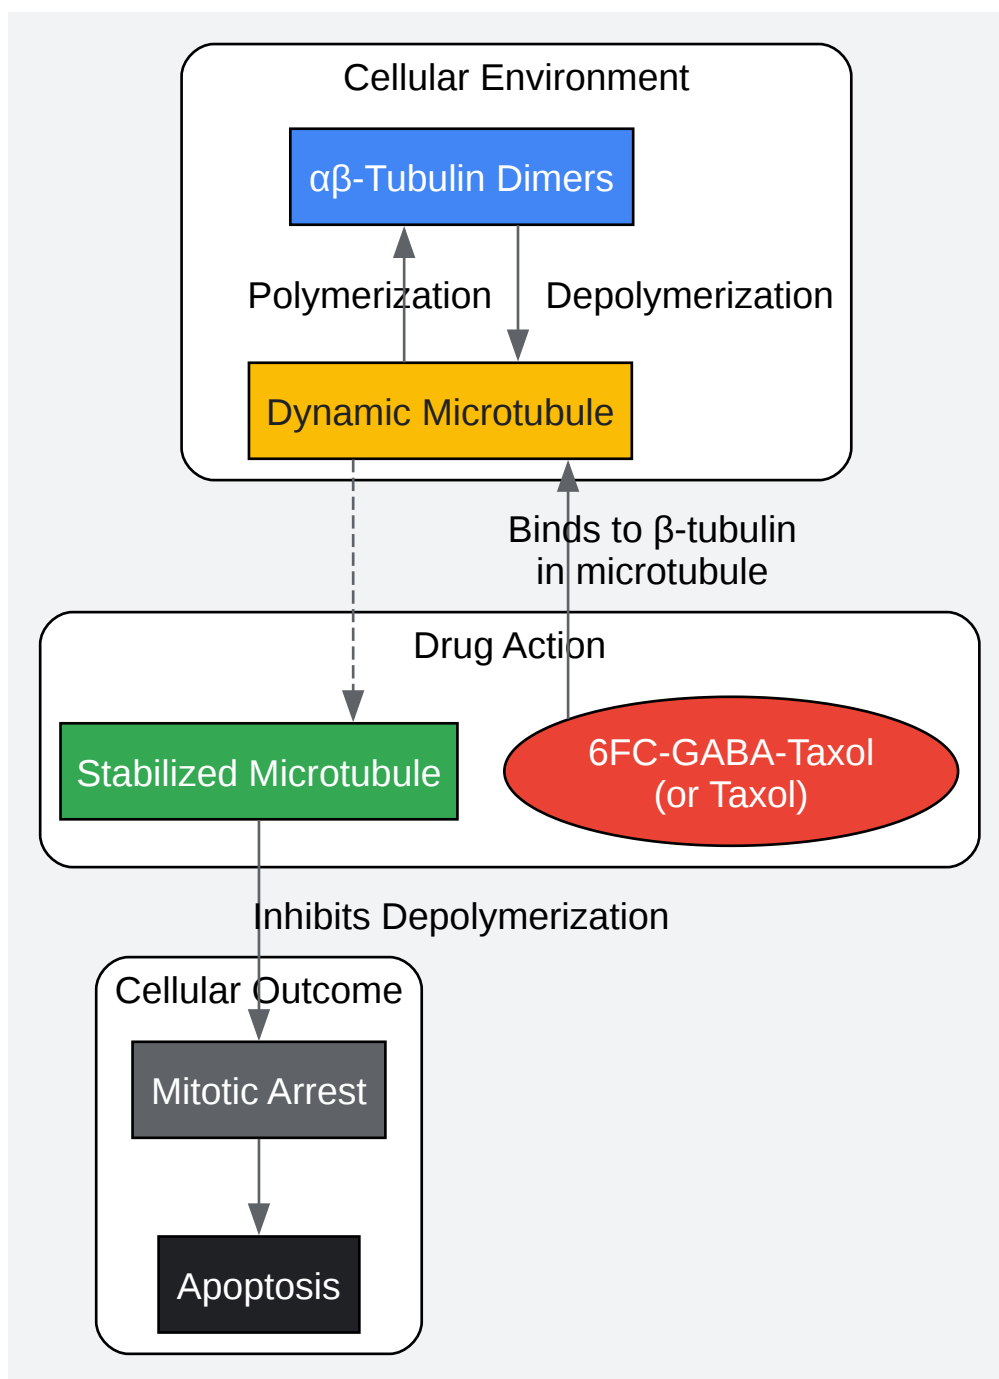 Cellular Environment
αβ-Tubulin Dimers
Polymerization
Depolymerization
Dynamic Microtubule
Binds to β-tubulin
in microtubule
Drug Action
Stabilized Microtubule
6FC-GABA-Taxol
(or Taxol)
Inhibits Depolymerization
Cellular Outcome
Mitotic Arrest
Apoptosis